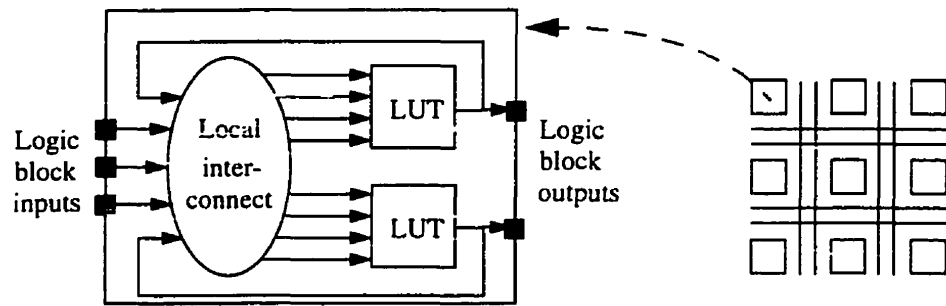 Logic
block
inputs
Local
inter-
connect
LUT
LUT
Logic
block
outputs